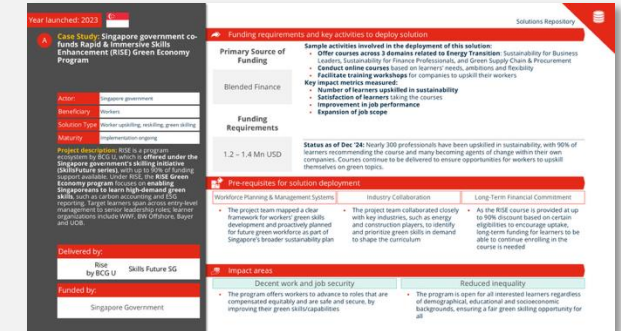 Year launched: 2023
Solutions Repository
A
Case Study: Singapore government co-
funds Rapid & Immersive Skills
Enhancement (RISE) Green Economy
Program
Actor:
Singapore government
Beneficiary
Workers
Solution Type
Worker upskilling, reskilling, green skilling
Maturity
Implementation ongoing
Project description: RISE is a program
ecosystem by BCG U, which is offered under the
Singapore government's skilling initiative
(SkillsFuture series), with up to 90% of funding
support available. Under RISE, the RISE Green
Economy program focuses on enabling
Singaporeans to learn high-demand green
skills, such as carbon accounting and ESG
reporting. Target learners span across entry-level
management to senior leadership roles; learner
organizations include WWF, BW Offshore, Bayer
and UOB.
Delivered by:
Rise
by BCG U
Skills Future SG
Funded by:
Singapore Government
Funding requirements and key activities to deploy solution
Primary Source of
Funding
Blended Finance
Funding
Requirements
1.2 – 1.4 Mn USD
Sample activities involved in the deployment of this solution:
• Offer courses across 3 domains related to Energy Transition: Sustainability for Business
Leaders, Sustainability for Finance Professionals, and Green Supply Chain & Procurement
• Conduct online courses based on learners' needs, ambitions and flexibility
• Facilitate training workshops for companies to upskill their workers
Key impact metrics measured:
• Number of learners upskilled in sustainability
• Satisfaction of learners taking the courses
• Improvement in job performance
• Expansion of job scope
Status as of Dec '24: Nearly 300 professionals have been upskilled in sustainability, with 90% of
learners recommending the course and many becoming agents of change within their own
companies. Courses continue to be delivered to ensure opportunities for workers to upskill
themselves on green topics.
Pre-requisites for solution deployment
Workforce Planning & Management Systems
• The project team mapped a clear
framework for workers' green skills
development and proactively planned
for future green workforce as part of
Singapore's broader sustainability plan
Industry Collaboration
• The project team collaborated closely
with key industries, such as energy
and construction players, to identify
and prioritize green skills in demand
to shape the curriculum
Long-Term Financial Commitment
• As the RISE course is provided at up
to 90% discount based on certain
eligibilities to encourage uptake,
long-term funding for learners to be
able to continue enrolling in the
course is needed
Impact areas
Decent work and job security
• The program offers workers to advance to roles that are
compensated equitably and are safe and secure, by
improving their green skills/capabilities
Reduced inequality
• The program is open for all interested learners regardless
of demographical, educational and socioeconomic
backgrounds, ensuring a fair green skilling opportunity for
all